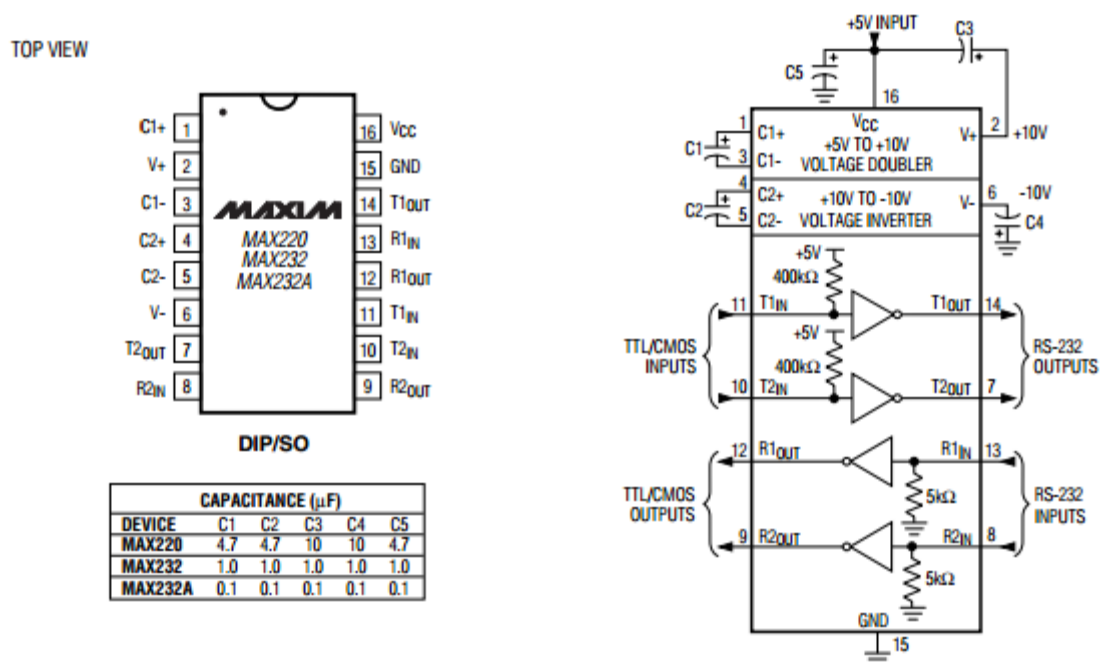 TOP VIEW
C1+ 1
V+ 2
C1- 3
C2+ 4
C2- 5
V- 6
T2OUT 7
R2IN 8
MAXIM
MAX220
MAX232
MAX232A
16 VCC
15 GND
14 T1OUT
13 R1IN
12 R1OUT
11 T1IN
10 T2IN
9 R2OUT
DIP/SO
CAPACITANCE (µF)
DEVICE C1 C2 C3 C4 C5
MAX220 4.7 4.7 10 10 4.7
MAX232 1.0 1.0 1.0 1.0 1.0
MAX232A 0.1 0.1 0.1 0.1 0.1
+5V INPUT
C3
+
C5 +
16
VCC
1 C1+
C1 +
3 C1-
+5V TO +10V
VOLTAGE DOUBLER
V+ 2 +10V
4 C2+
C2 +
5 C2-
+10V TO -10V
VOLTAGE INVERTER
V- 6 -10V
C4
+
+5V
400kΩ
11 T1IN
T1OUT 14
+5V
400kΩ
TTL/CMOS
INPUTS
RS-232
OUTPUTS
10 T2IN
T2OUT 7
12 R1OUT
R1IN 13
5kΩ
TTL/CMOS
OUTPUTS
RS-232
INPUTS
9 R2OUT
R2IN 8
5kΩ
GND
15